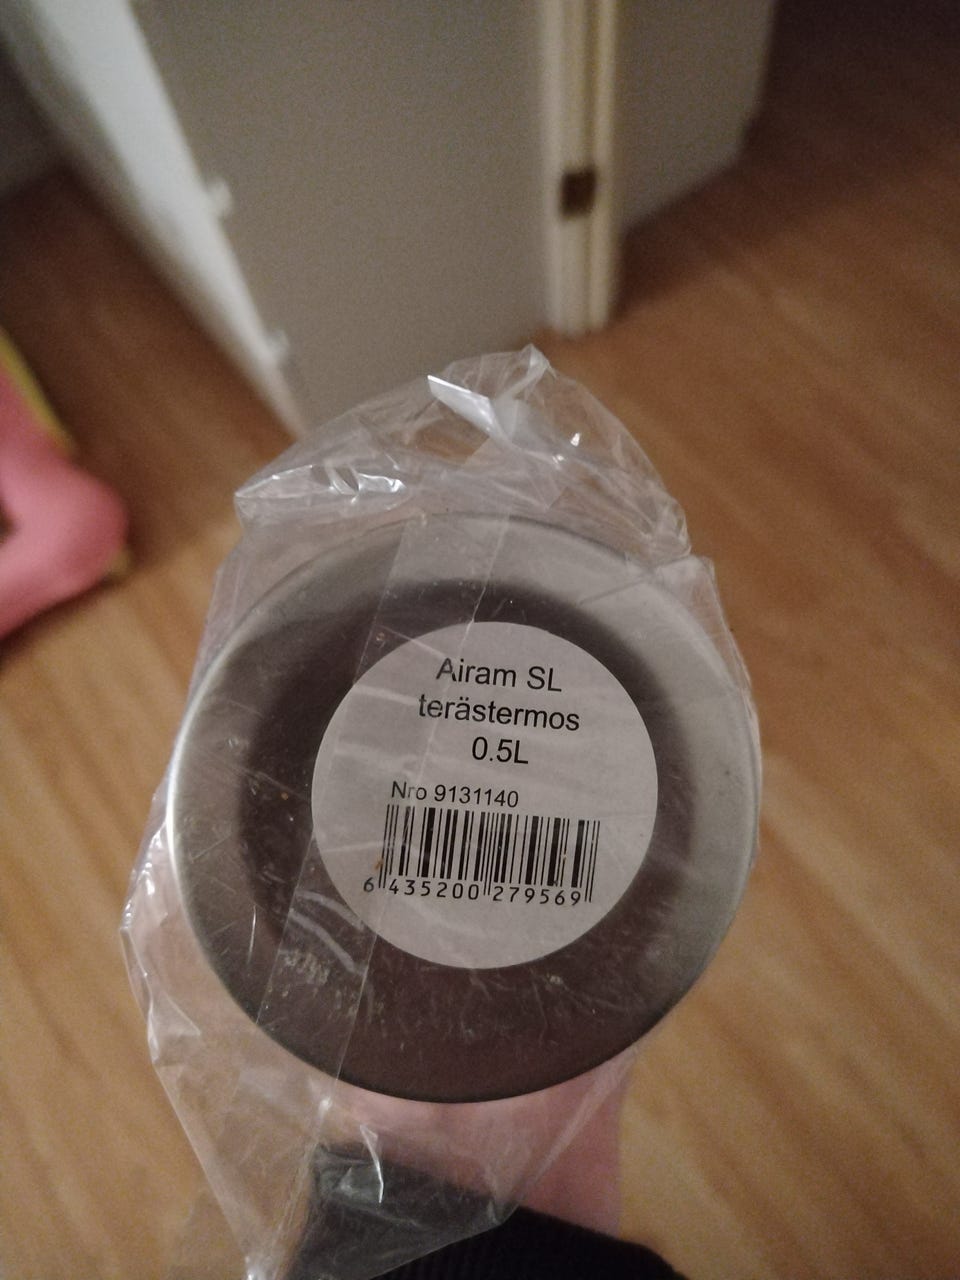 Airam SL
terästermos
0.5L
Nro 9131140
6 435200 279569